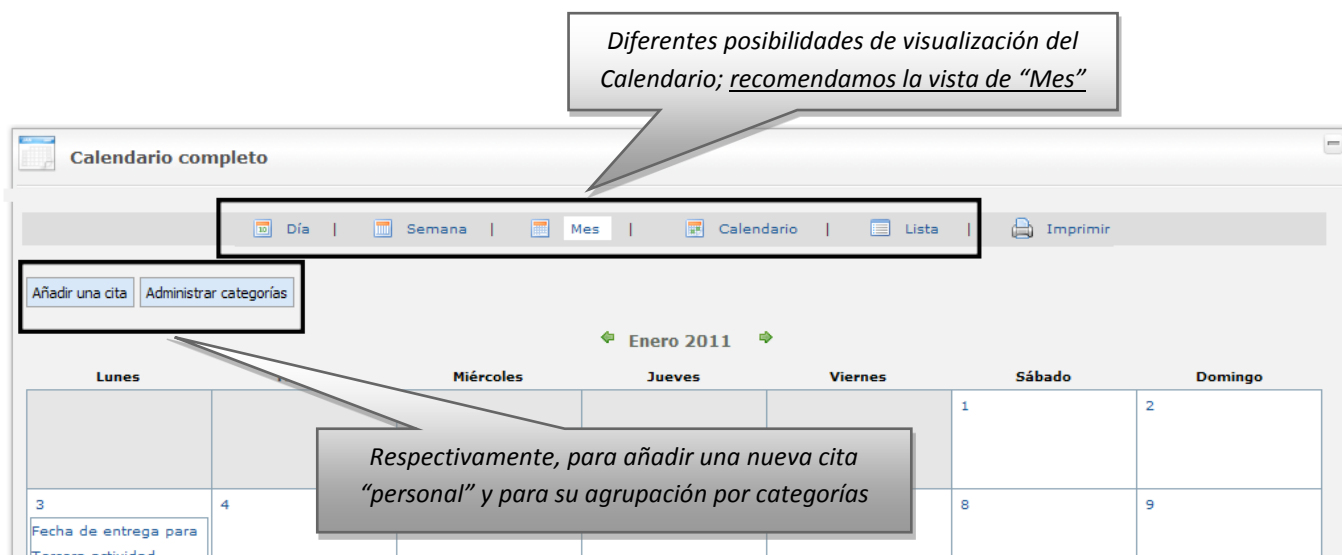 Diferentes posibilidades de visualización del
Calendario; recomendamos la vista de “Mes”
Calendario completo
Día | Semana | Mes | Calendario | Lista | Imprimir
Añadir una cita Administrar categorías
Enero 2011
Lunes Miércoles Jueves Viernes Sábado Domingo
1 2
Respectivamente, para añadir una nueva cita
“personal” y para su agrupación por categorías
3 4 8 9
Fecha de entrega para